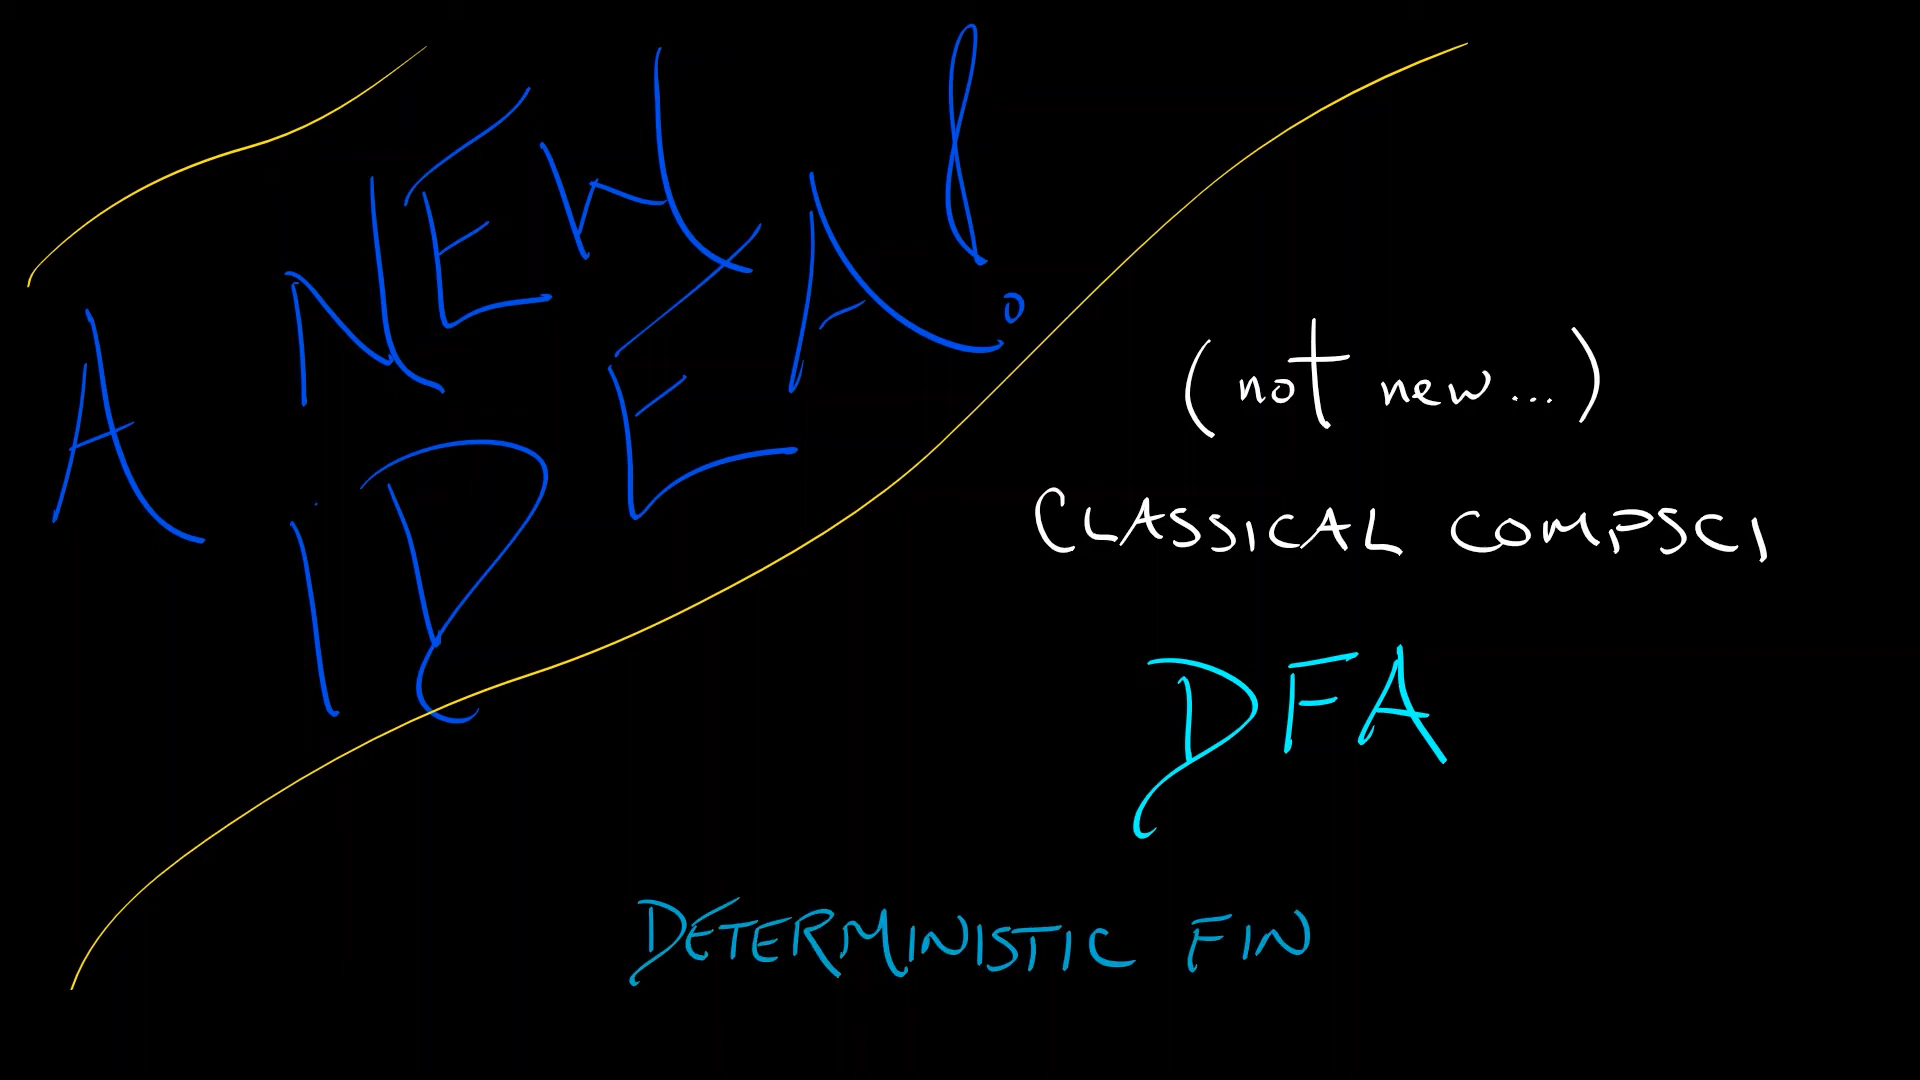 A NEW
iDEA!
(not new...)
CLASSICAL COMPSCI
DFA
DETERMINISTIC FIN